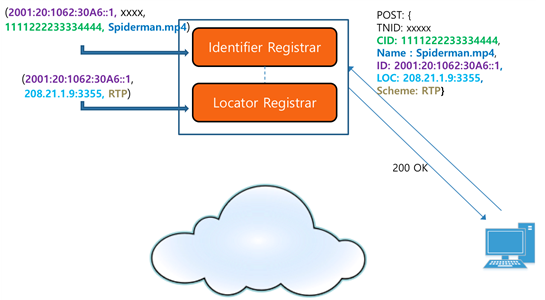 (2001:20:1062:30A6::1, xxxx,
1111222233334444, Spiderman.mp4)
Identifier Registrar
(2001:20:1062:30A6::1,
208.21.1.9:3355, RTP)
Locator Registrar
POST: {
TNID: xxxxx
CID: 1111222233334444,
Name : Spiderman.mp4,
ID: 2001:20:1062:30A6::1,
LOC: 208.21.1.9:3355,
Scheme: RTP}
200 OK